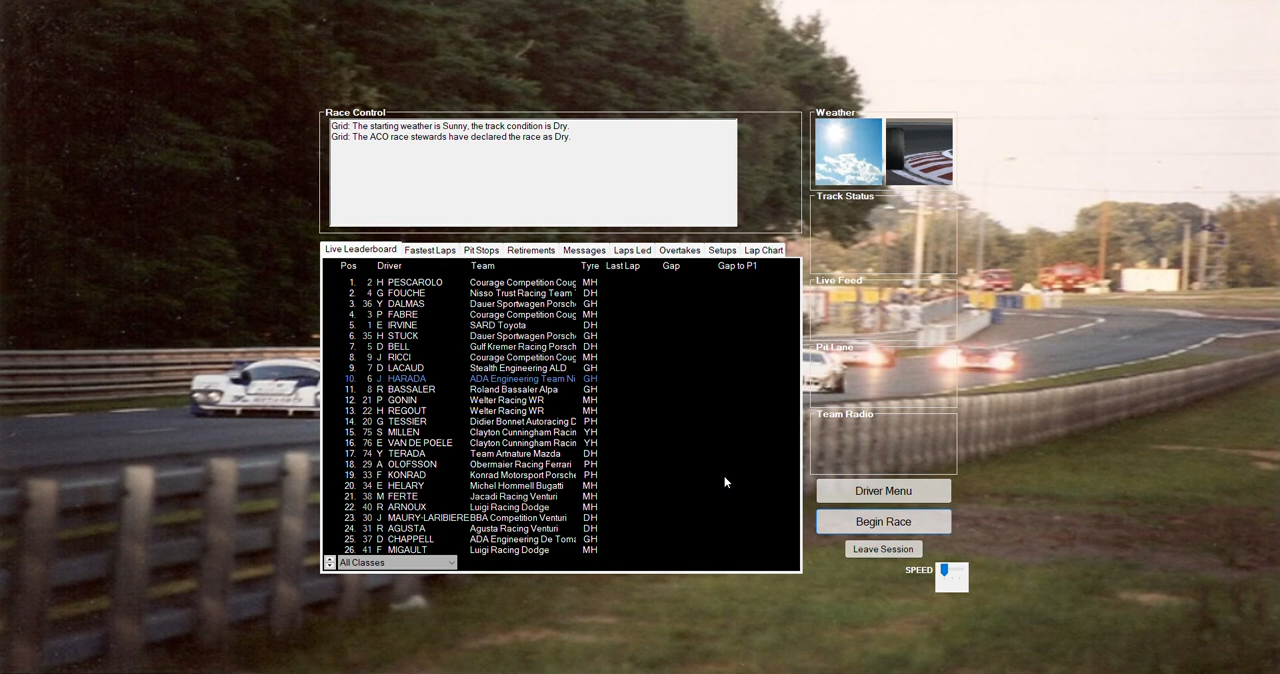 Race Control
Grid: The starting weather is Sunny, the track condition is Dry.
Grid: The ACO race stewards have declared the race as Dry.
Weather
Track Status
Live Feed
Pit Lane
Team Radio
Live Leaderboard Fastest Laps Pit Stops Retirements Messages Laps Led Overtakes Setups Lap Chart
Pos Driver Team Tyre Last Lap Gap Gap to P1
1. 2 H PESCAROLO Courage Competition Coug MH
2. 4 G FOUCHE Nisso Trust Racing Team DH
3. 36 Y DALMAS Dauer Sportwagen Porsch GH
4. 3 P FABRE Courage Competition Coug MH
5. 1 E IRVINE SARD Toyota DH
6. 35 H STUCK Dauer Sportwagen Porsch GH
7. 5 D BELL Gulf Kremer Racing Porsch DH
8. 9 J RICCI Courage Competition Coug MH
9. 7 D LACAUD Stealth Engineering ALD GH
10. 6 J HARADA ADA Engineering Team Ni GH
11. 8 R BASSALER Roland Bassaler Alpa GH
12. 21 P GONIN Welter Racing WR MH
13. 22 H REGOUT Welter Racing WR MH
14. 20 G TESSIER Didier Bonnet Autoracing D PH
15. 75 S MILLEN Clayton Cunningham Racin YH
16. 76 E VAN DE POELE Clayton Cunningham Racin YH
17. 74 Y TERADA Team Artnature Mazda DH
18. 29 A OLOFSSON Obermaier Racing Ferrari PH
19. 33 F KONRAD Konrad Motorsport Porsche PH
20. 34 E HELARY Michel Hommell Bugatti MH
21. 38 M FERTE Jacadi Racing Venturi MH
22. 40 R ARNOUX Luigi Racing Dodge MH
23. 30 J MAURY-LARIBIERE BBA Competition Venturi DH
24. 31 R AGUSTA Agusta Racing Venturi DH
25. 37 D CHAPPELL ADA Engineering De Toma GH
26. 41 F MIGAULT Luigi Racing Dodge MH
All Classes
Driver Menu
Begin Race
Leave Session
SPEED